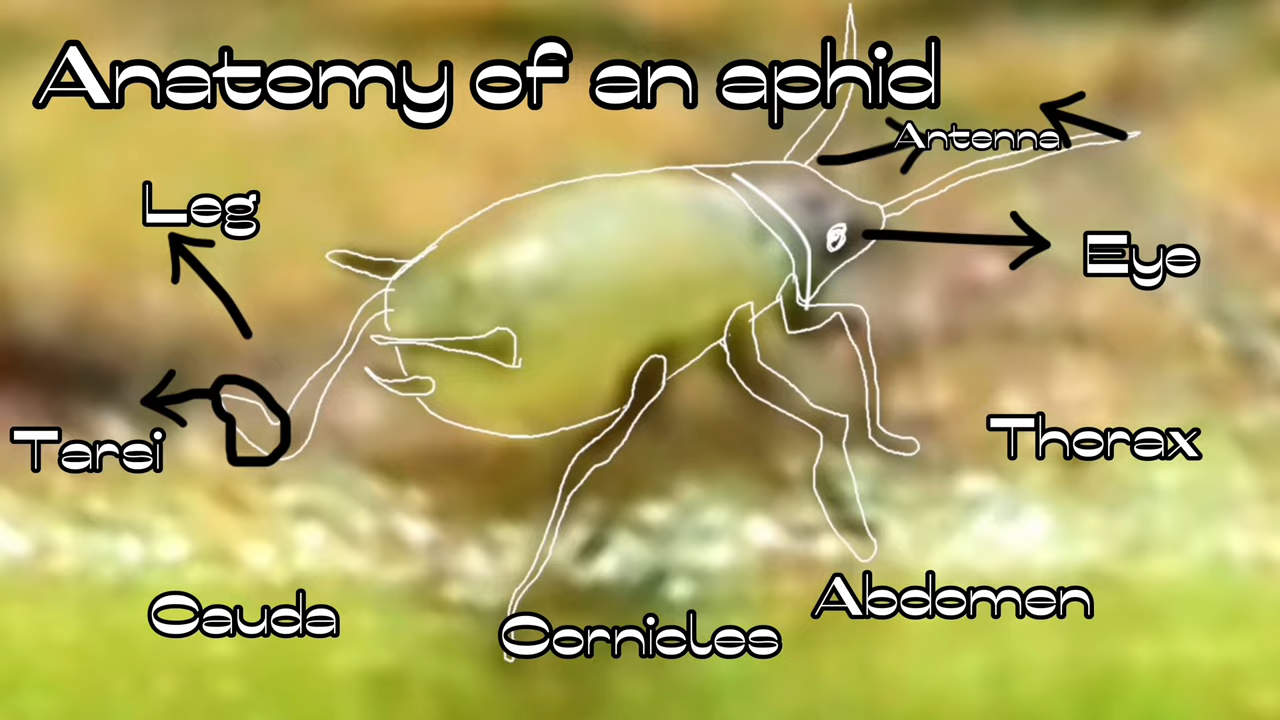 Anatomy of an aphid
Antenna
Leg
Eye
Tarsi
Thorax
Cauda
Cornicles
Abdomen